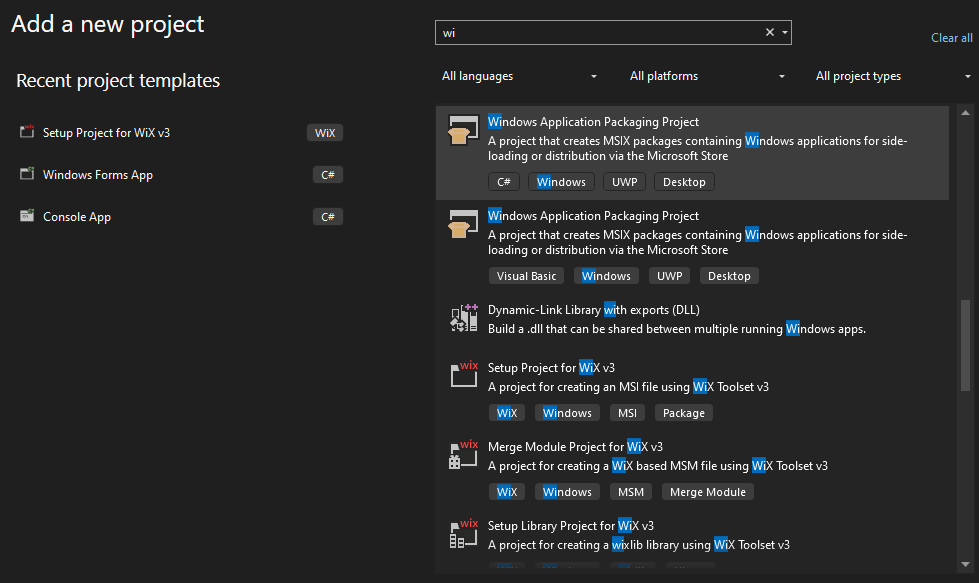 Add a new project
wi
Clear all
Recent project templates
All languages
All platforms
All project types
Setup Project for WiX v3
WiX
Windows Forms App
C#
Console App
C#
Windows Application Packaging Project
A project that creates MSIX packages containing Windows applications for side-
loading or distribution via the Microsoft Store
C#
Windows
UWP
Desktop
Windows Application Packaging Project
A project that creates MSIX packages containing Windows applications for side-
loading or distribution via the Microsoft Store
Visual Basic
Windows
UWP
Desktop
Dynamic-Link Library with exports (DLL)
Build a .dll that can be shared between multiple running Windows apps.
wix
Setup Project for WiX v3
A project for creating an MSI file using WiX Toolset v3
WiX
Windows
MSI
Package
wix
Merge Module Project for WiX v3
A project for creating a WiX based MSM file using WiX Toolset v3
WiX
Windows
MSM
Merge Module
wix
Setup Library Project for WiX v3
A project for creating a wixlib library using WiX Toolset v3